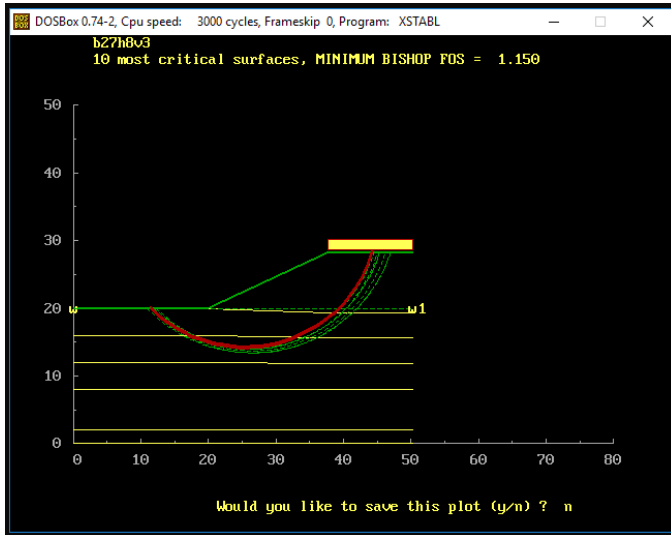 DOSBox 0.74-2, Cpu speed: 3000 cycles, Frameskip 0, Program: XSTABL
b27h8v3
10 most critical surfaces, MINIMUM BISHOP FOS = 1.150
50
40
30
20
w
w1
10
0
0 10 20 30 40 50 60 70 80
Would you like to save this plot (y/n) ? n